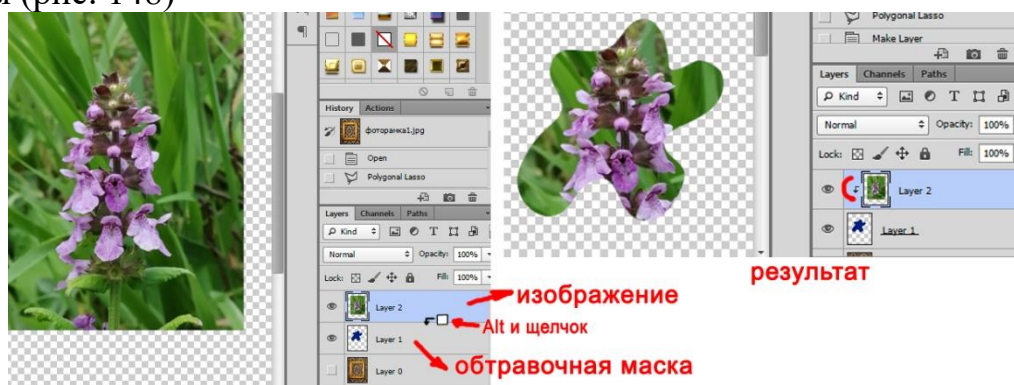 (рис. 148)
History Actions
фоторамка1.jpg
Open
Polygonal Lasso
Layers Channels Paths
Kind
Normal Opacity: 100%
Lock: Fill: 100%
Layer 2
Layer 1
Layer 0
изображение
Alt и щелчок
обтравочная маска
Polygonal Lasso
Make Layer
Layers Channels Paths
Kind
Normal Opacity: 100%
Lock: Fill: 100%
Layer 2
Layer 1
результат